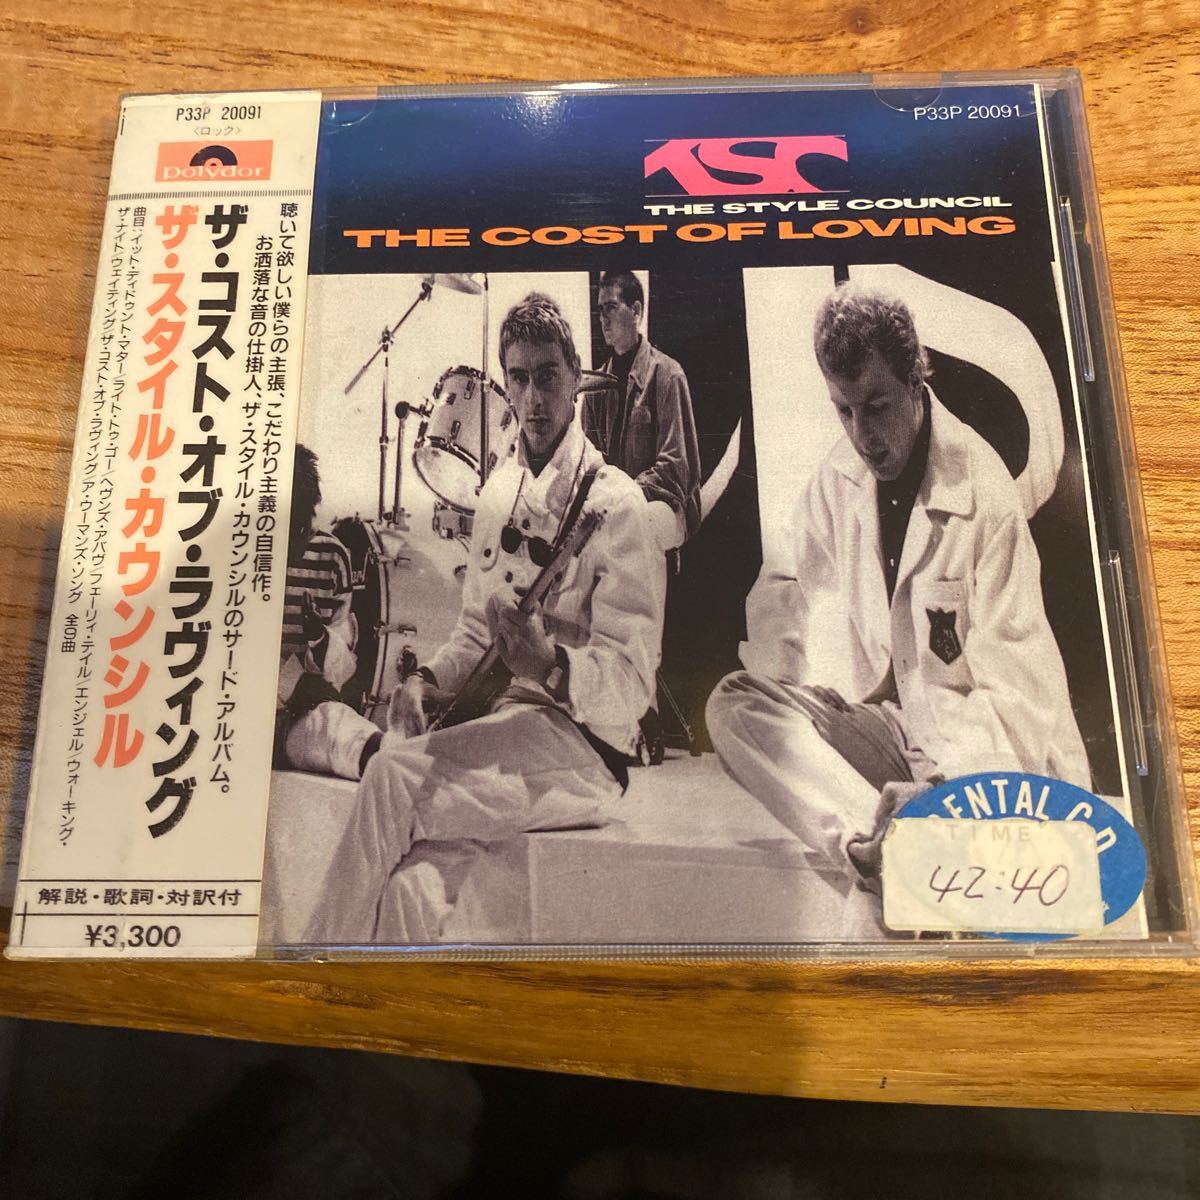 P33P 20091
〈ロック〉
polydor
聴いて欲しい僕らの主張、こだわり主義の自信作。
お洒落な音の仕掛人、ザ・スタイル・カウンシルのサード・アルバム。
ザ・コスト・オブ・ラヴィング
ザ・スタイル・カウンシル
曲目:イット・ディドゥント・マター/ライト・トゥ・ゴー/ヘヴンズ・アバヴ/フェーリィ・テイル/エンジェル/ウォーキング・
ザ・ナイト/ウェイティング/ザ・コスト・オブ・ラヴィング/ア・ウーマンズ・ソング 全9曲
解説・歌詞・対訳付
¥3,300
P33P 20091
TSC
THE STYLE COUNCIL
THE COST OF LOVING
RENTAL C.D.
TIME
42:40